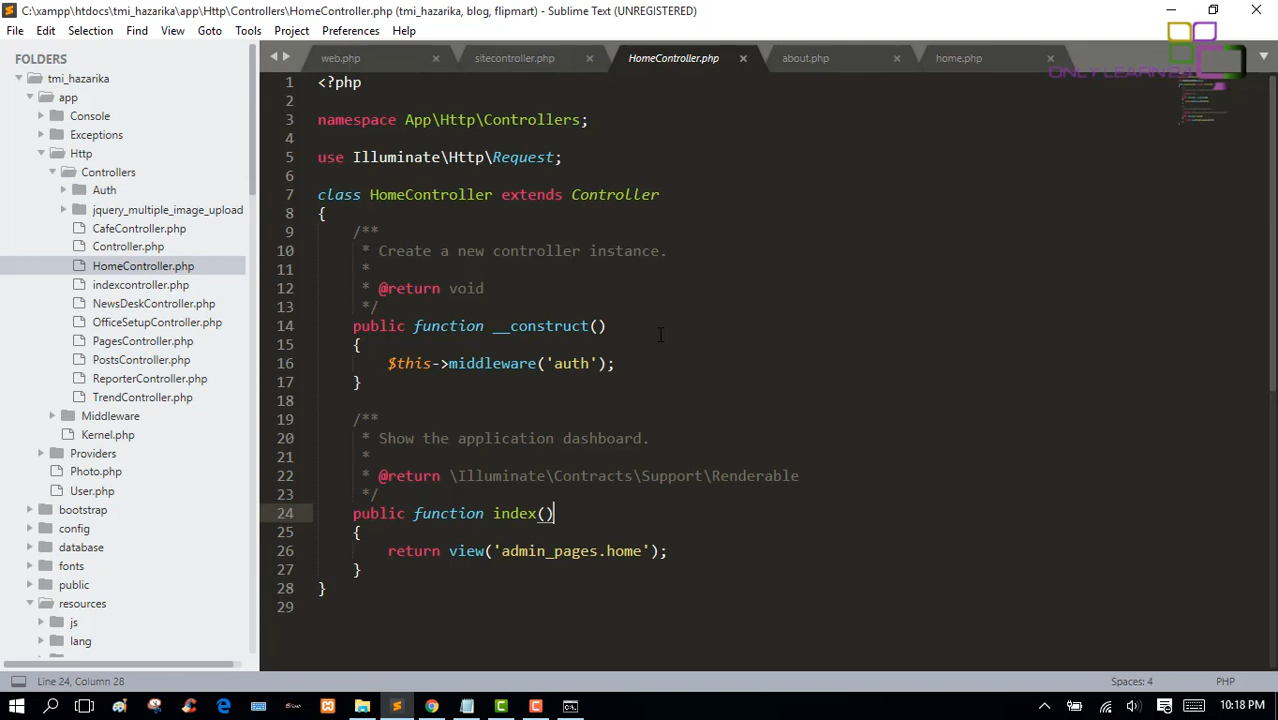 C:\xampp\htdocs\tmi_hazarika\app\Http\Controllers\HomeController.php (tmi_hazarika, blog, flipmart) - Sublime Text (UNREGISTERED)
File Edit Selection Find View Goto Tools Project Preferences Help
FOLDERS
tmi_hazarika
app
Console
Exceptions
Http
Controllers
Auth
jquery_multiple_image_upload
CafeController.php
Controller.php
HomeController.php
indexcontroller.php
NewsDeskController.php
OfficeSetupController.php
PagesController.php
PostsController.php
ReporterController.php
TrendController.php
Middleware
Kernel.php
Providers
Photo.php
User.php
bootstrap
config
database
fonts
public
resources
js
lang
web.php sitecontroller.php HomeController.php about.php home.php
ONLY LEARN 24
1 <?php
2
3 namespace App\Http\Controllers;
4
5 use Illuminate\Http\Request;
6
7 class HomeController extends Controller
8 {
9 /**
10 * Create a new controller instance.
11 *
12 * @return void
13 */
14 public function __construct()
15 {
16 $this->middleware('auth');
17 }
18
19 /**
20 * Show the application dashboard.
21 *
22 * @return \Illuminate\Contracts\Support\Renderable
23 */
24 public function index()
25 {
26 return view('admin_pages.home');
27 }
28 }
29
Line 24, Column 28 Spaces: 4 PHP
10:18 PM